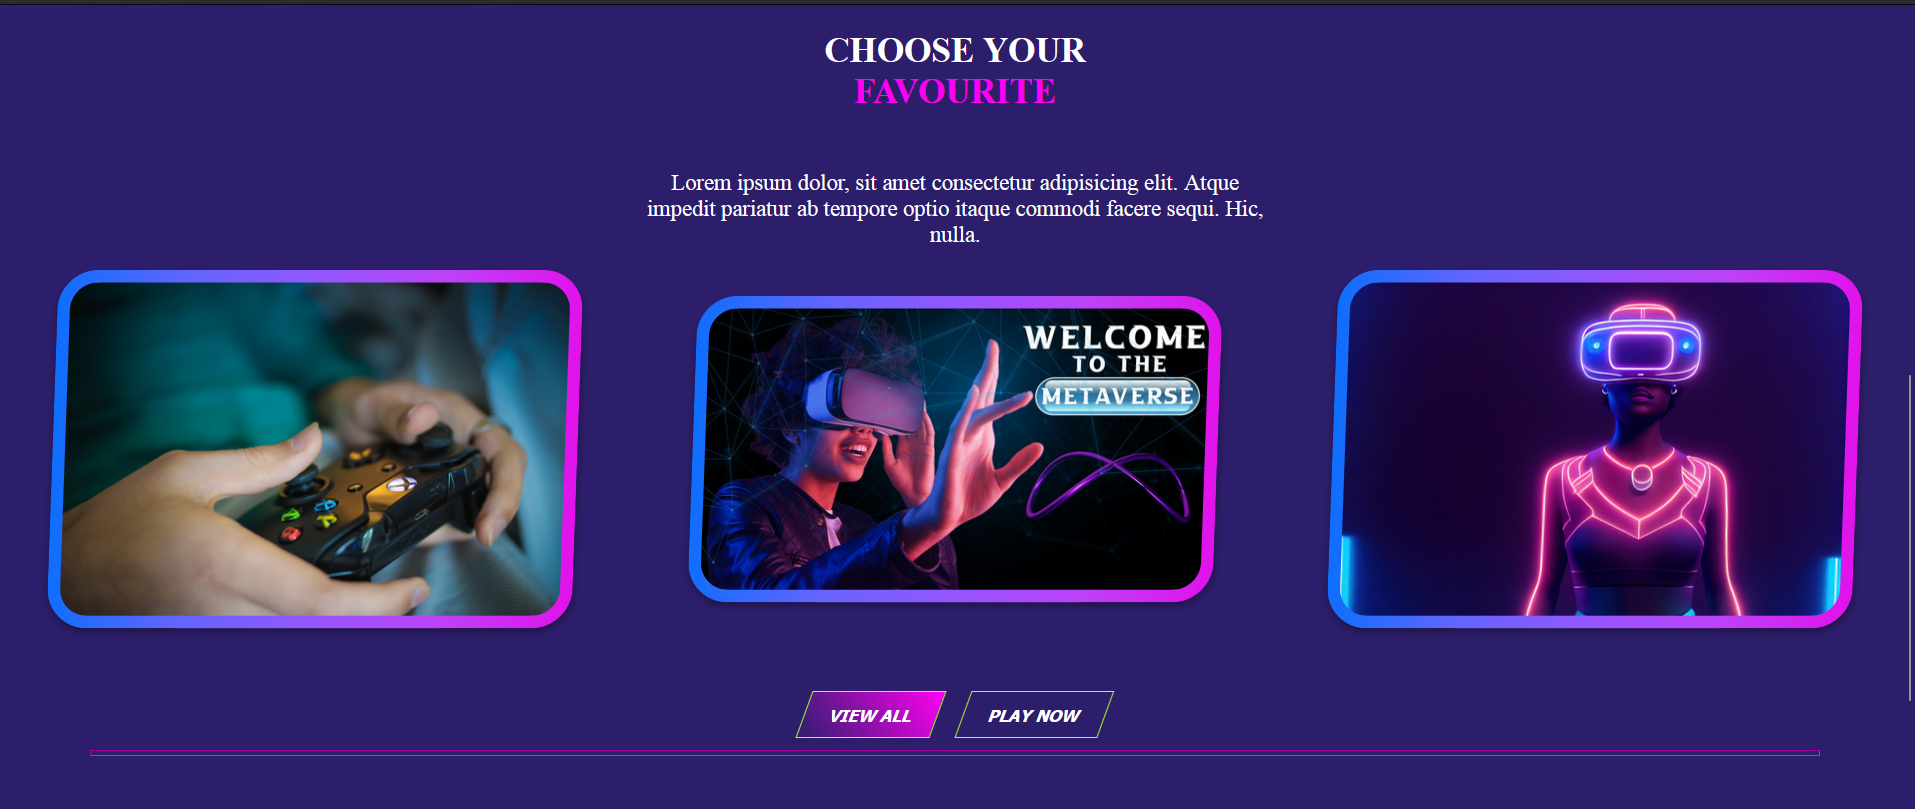 CHOOSE YOUR
FAVOURITE
Lorem ipsum dolor, sit amet consectetur adipisicing elit. Atque
impedit pariatur ab tempore optio itaque commodi facere sequi. Hic,
nulla.
WELCOME
TO THE
METAVERSE
VIEW ALL
PLAY NOW